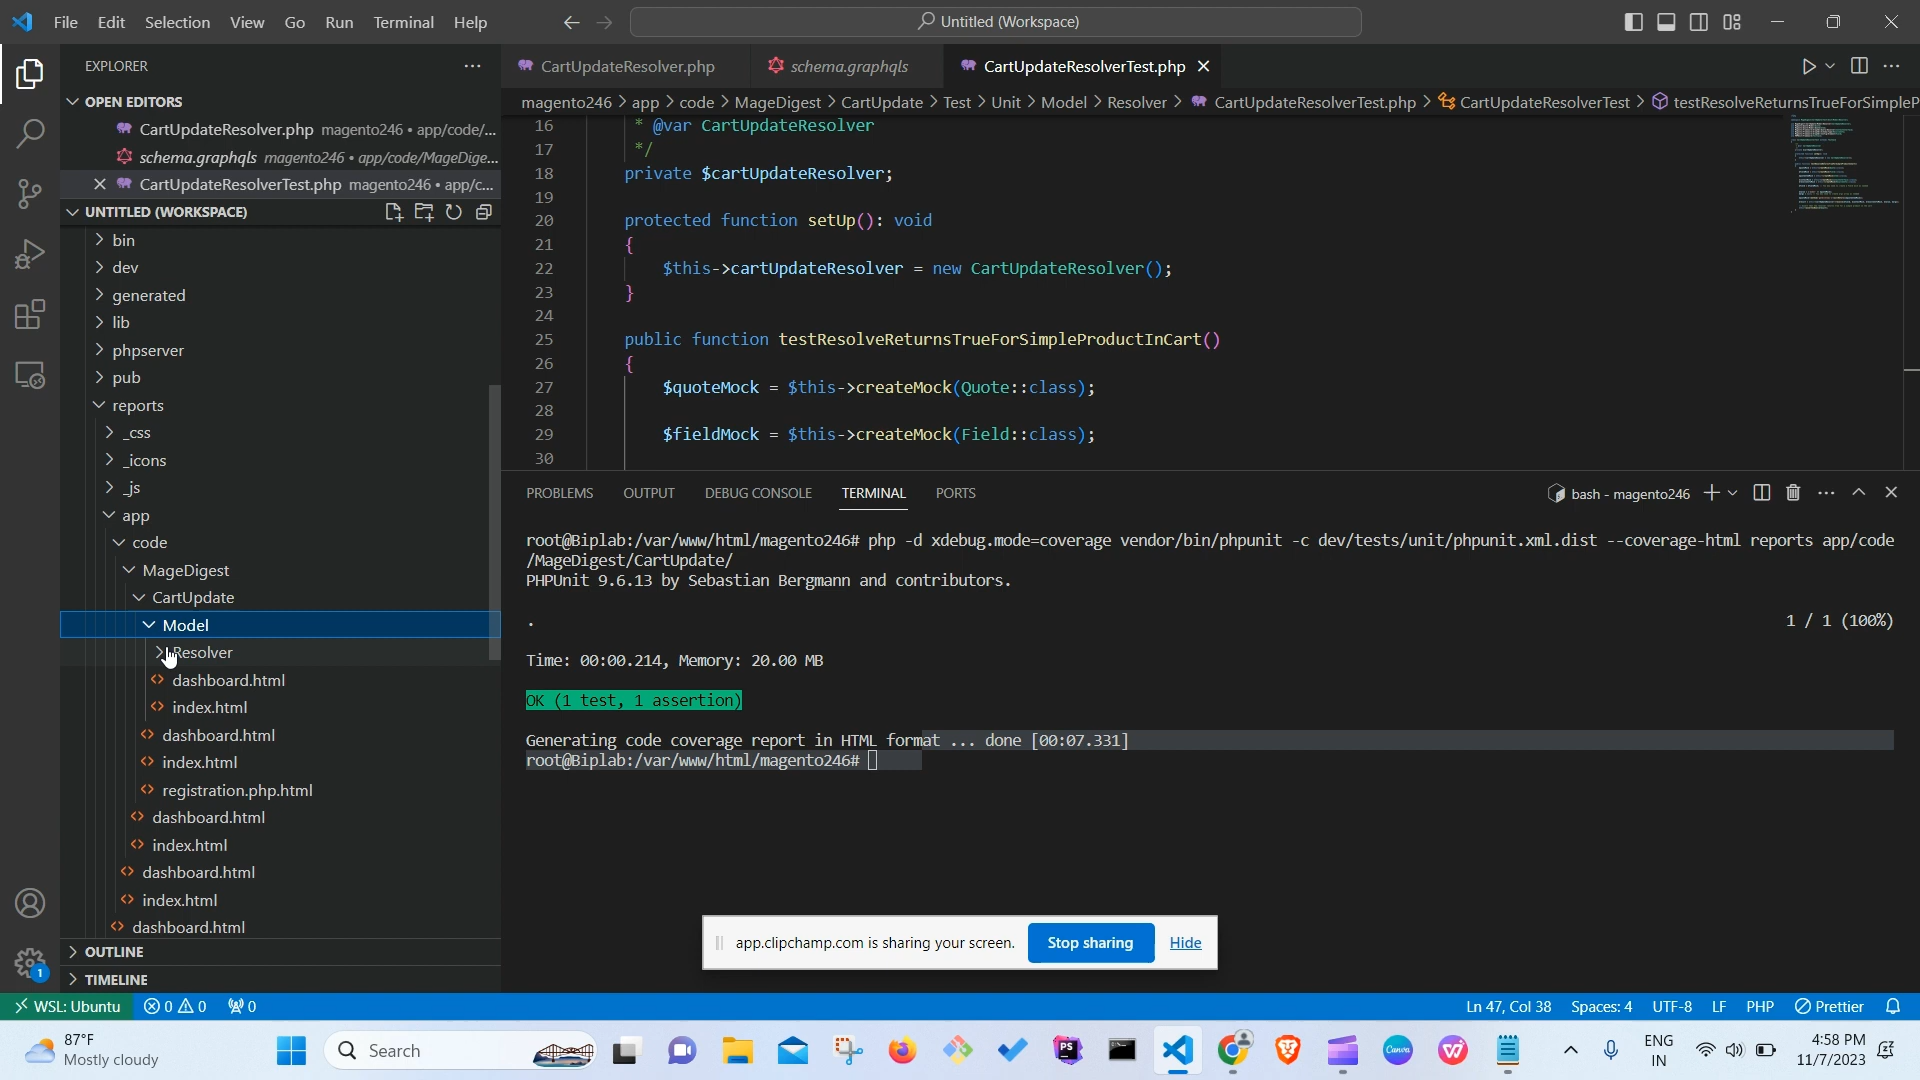 File Edit Selection View Go Run Terminal Help
Untitled (Workspace)
EXPLORER
OPEN EDITORS
CartUpdateResolver.php magento246 • app/code/...
schema.graphqls magento246 • app/code/MageDige...
CartUpdateResolverTest.php magento246 • app/c...
UNTITLED (WORKSPACE)
bin
dev
generated
lib
phpserver
pub
reports
_css
_icons
_js
app
code
MageDigest
CartUpdate
Model
Resolver
dashboard.html
index.html
dashboard.html
index.html
registration.php.html
dashboard.html
index.html
dashboard.html
index.html
dashboard.html
OUTLINE
TIMELINE
CartUpdateResolver.php schema.graphqls CartUpdateResolverTest.php
magento246 > app > code > MageDigest > CartUpdate > Test > Unit > Model > Resolver > CartUpdateResolverTest.php > CartUpdateResolverTest > testResolveReturnsTrueForSimpleP
16 * @var CartUpdateResolver
17 */
18 private $cartUpdateResolver;
19
20 protected function setUp(): void
21 {
22 $this->cartUpdateResolver = new CartUpdateResolver();
23 }
24
25 public function testResolveReturnsTrueForSimpleProductInCart()
26 {
27 $quoteMock = $this->createMock(Quote::class);
28
29 $fieldMock = $this->createMock(Field::class);
30
PROBLEMS OUTPUT DEBUG CONSOLE TERMINAL PORTS
bash - magento246
root@Biplab:/var/www/html/magento246# php -d xdebug.mode=coverage vendor/bin/phpunit -c dev/tests/unit/phpunit.xml.dist --coverage-html reports app/code
/MageDigest/CartUpdate/
PHPUnit 9.6.13 by Sebastian Bergmann and contributors.
. 1 / 1 (100%)
Time: 00:00.214, Memory: 20.00 MB
OK (1 test, 1 assertion)
Generating code coverage report in HTML format ... done [00:07.331]
root@Biplab:/var/www/html/magento246#
app.clipchamp.com is sharing your screen. Stop sharing Hide
1
WSL: Ubuntu 0 0 0
Ln 47, Col 38 Spaces: 4 UTF-8 LF PHP Prettier
87°F
Mostly cloudy
Search
PS
Canva
ENG
IN
4:58 PM
11/7/2023